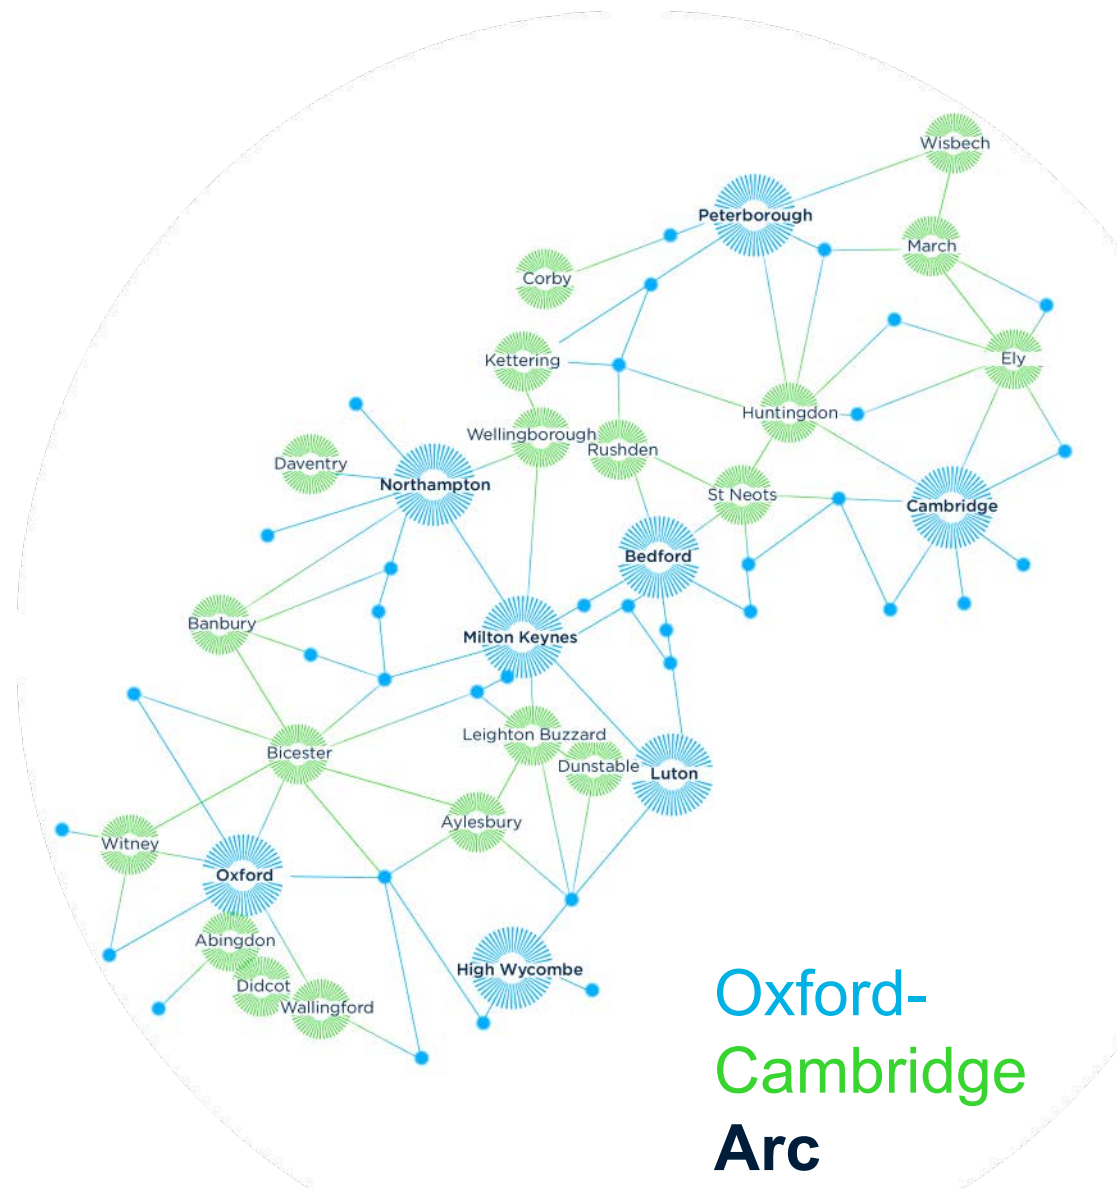 Wisbech
Peterborough
March
Corby
Kettering
Ely
Huntingdon
Wellingborough
Rushden
Daventry
Northampton
St Neots
Cambridge
Bedford
Banbury
Milton Keynes
Leighton Buzzard
Bicester
Dunstable
Luton
Aylesbury
Witney
Oxford
Abingdon
High Wycombe
Didcot
Wallingford
Oxford-
Cambridge
Arc